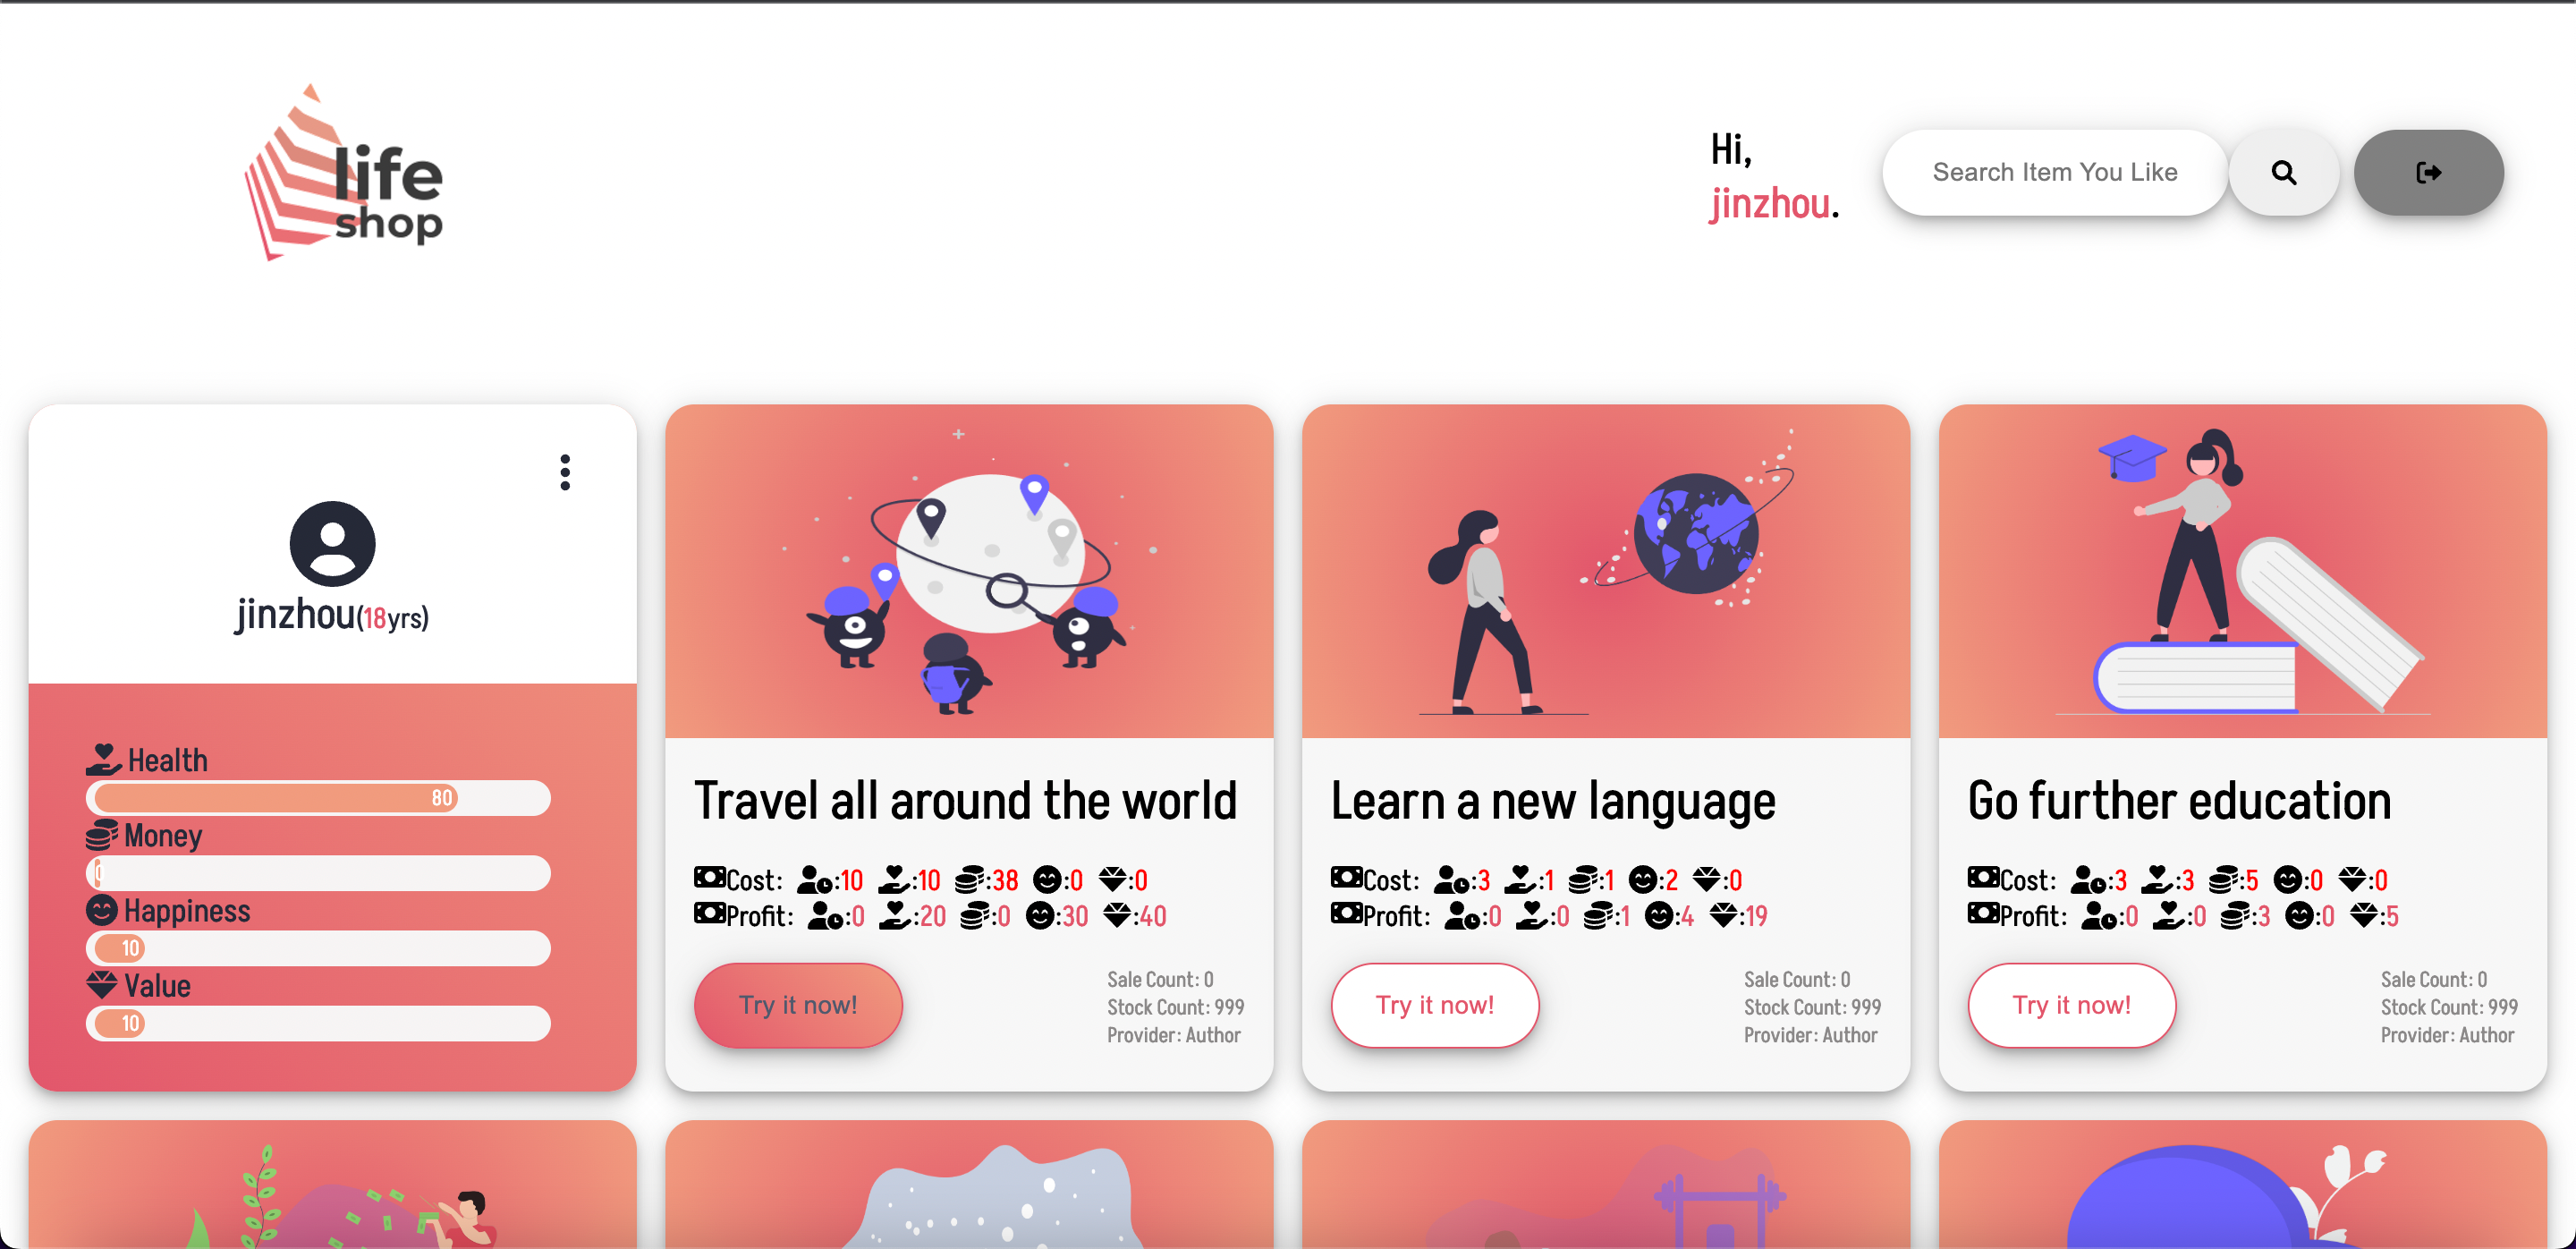 life
shop
Hi,
jinzhou.
Search Item You Like
jinzhou(18yrs)
Health
80
Money
0
Happiness
10
Value
10
Travel all around the world
Cost: :10 :10 :38 :0 :0
Profit: :0 :20 :0 :30 :40
Try it now!
Sale Count: 0
Stock Count: 999
Provider: Author
Learn a new language
Cost: :3 :1 :1 :2 :0
Profit: :0 :0 :1 :4 :19
Try it now!
Sale Count: 0
Stock Count: 999
Provider: Author
Go further education
Cost: :3 :3 :5 :0 :0
Profit: :0 :0 :3 :0 :5
Try it now!
Sale Count: 0
Stock Count: 999
Provider: Author